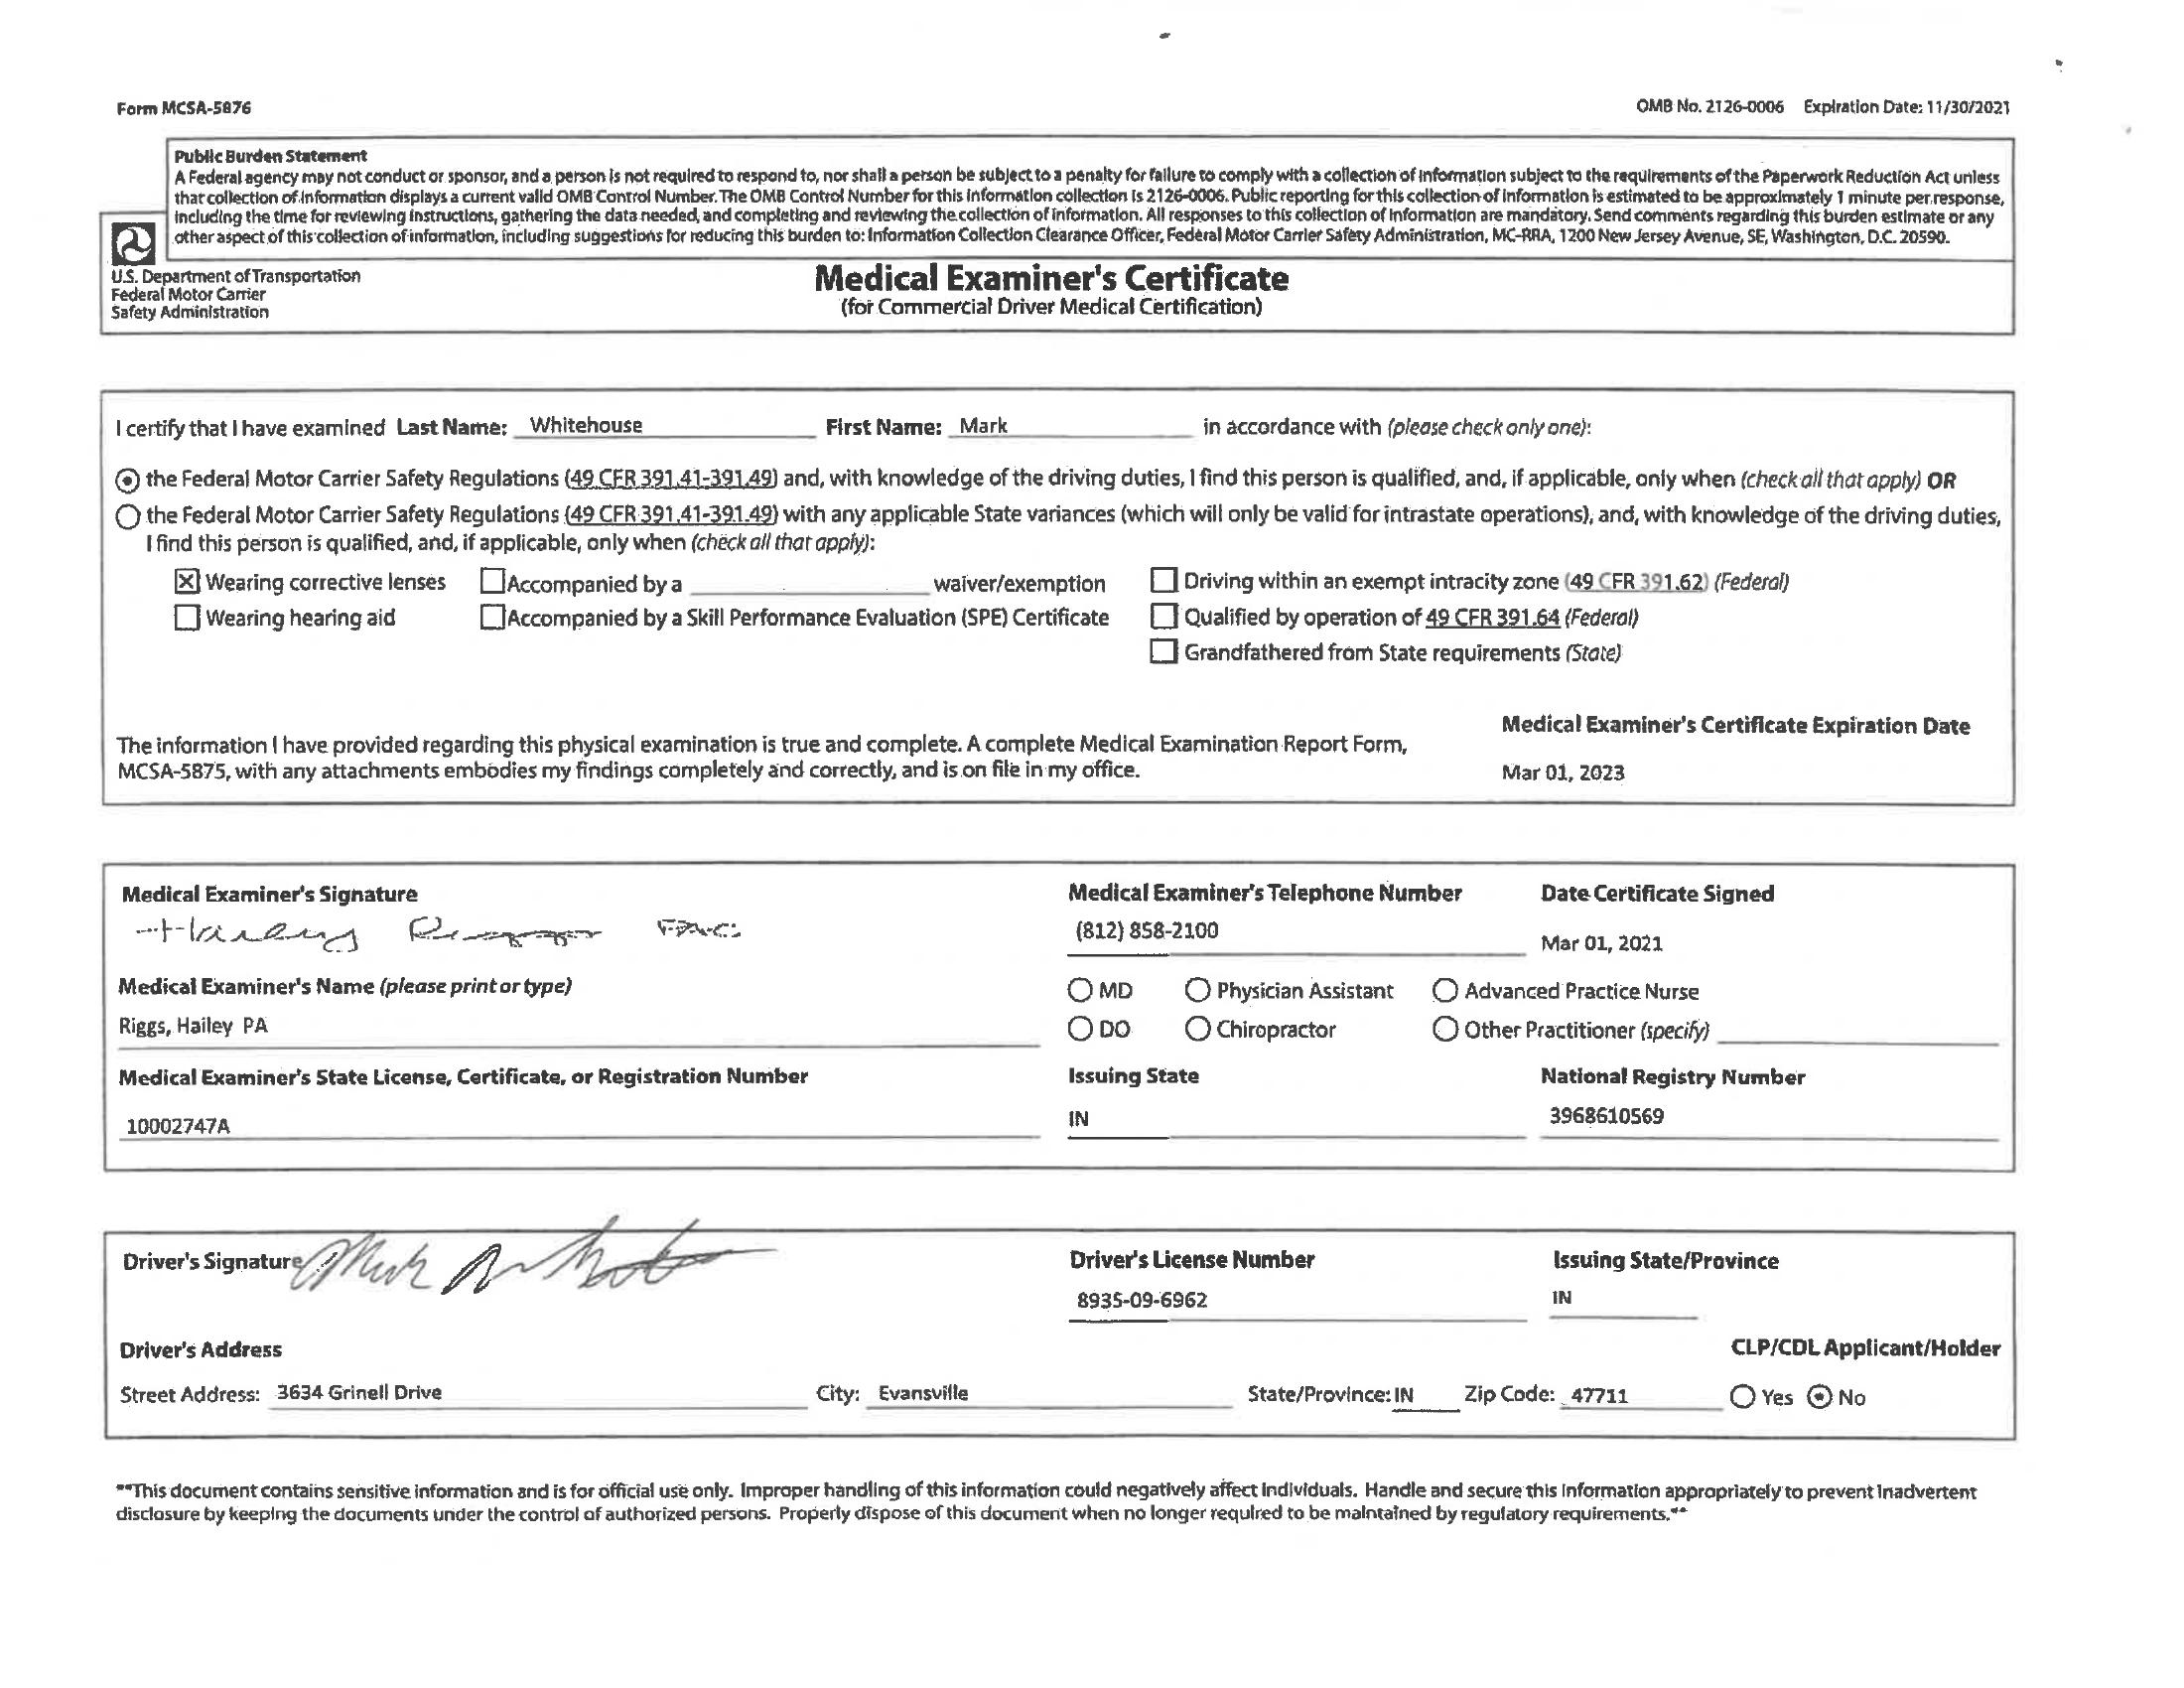 Form MCSA-5876
OMB No. 2126-0006 Expiration Date: 11/30/2021
Public Burden Statement
A Federal agency may not conduct or sponsor, and a person is not required to respond to, nor shall a person be subject to a penalty for failure to comply with a collection of information subject to the requirements of the Paperwork Reduction Act unless
that collection of information displays a current valid OMB Control Number. The OMB Control Number for this information collection is 2126-0006. Public reporting for this collection of information is estimated to be approximately 1 minute per response,
including the time for reviewing instructions, gathering the data needed, and completing and reviewing the collection of information. All responses to this collection of information are mandatory. Send comments regarding this burden estimate or any
other aspect of this collection of information, including suggestions for reducing this burden to: Information Collection Clearance Officer, Federal Motor Carrier Safety Administration, MC-RRA, 1200 New Jersey Avenue, SE, Washington, D.C. 20590.
U.S. Department of Transportation
Federal Motor Carrier
Safety Administration
Medical Examiner's Certificate
(for Commercial Driver Medical Certification)
I certify that I have examined Last Name: Whitehouse First Name: Mark in accordance with (please check only one):
the Federal Motor Carrier Safety Regulations (49 CFR 391.41-391.49) and, with knowledge of the driving duties, I find this person is qualified, and, if applicable, only when (check all that apply) OR
the Federal Motor Carrier Safety Regulations (49 CFR 391.41-391.49) with any applicable State variances (which will only be valid for intrastate operations), and, with knowledge of the driving duties,
I find this person is qualified, and, if applicable, only when (check all that apply):
Wearing corrective lenses Accompanied by a waiver/exemption Driving within an exempt intracity zone (49 CFR 391.62) (Federal)
Wearing hearing aid Accompanied by a Skill Performance Evaluation (SPE) Certificate Qualified by operation of 49 CFR 391.64 (Federal)
Grandfathered from State requirements (State)
Medical Examiner's Certificate Expiration Date
The information I have provided regarding this physical examination is true and complete. A complete Medical Examination Report Form,
MCSA-5875, with any attachments embodies my findings completely and correctly, and is on file in my office.
Mar 01, 2023
Medical Examiner's Signature Medical Examiner's Telephone Number Date Certificate Signed
(812) 858-2100
Mar 01, 2021
Medical Examiner's Name (please print or type) MD Physician Assistant Advanced Practice Nurse
Riggs, Hailey PA DO Chiropractor Other Practitioner (specify)
Medical Examiner's State License, Certificate, or Registration Number Issuing State National Registry Number
10002747A IN 3968610569
Driver's Signature Mark Driver's License Number Issuing State/Province
8935-09-6962 IN
Driver's Address CLP/CDL Applicant/Holder
Street Address: 3634 Grinell Drive City: Evansville State/Province: IN Zip Code: 47711 Yes No
**This document contains sensitive information and is for official use only. Improper handling of this information could negatively affect individuals. Handle and secure this information appropriately to prevent inadvertent
disclosure by keeping the documents under the control of authorized persons. Properly dispose of this document when no longer required to be maintained by regulatory requirements.**